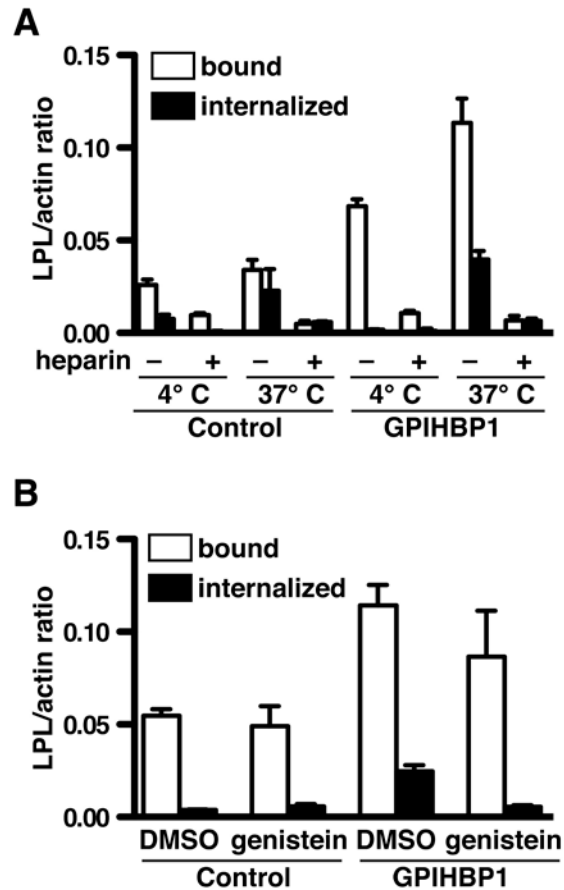 A
0.15
bound
internalized
0.10
LPL/actin ratio
0.05
0.00
heparin − + − + − + − +
4° C 37° C 4° C 37° C
Control GPIHBP1
B
0.15
bound
internalized
0.10
LPL/actin ratio
0.05
0.00
DMSO genistein DMSO genistein
Control GPIHBP1